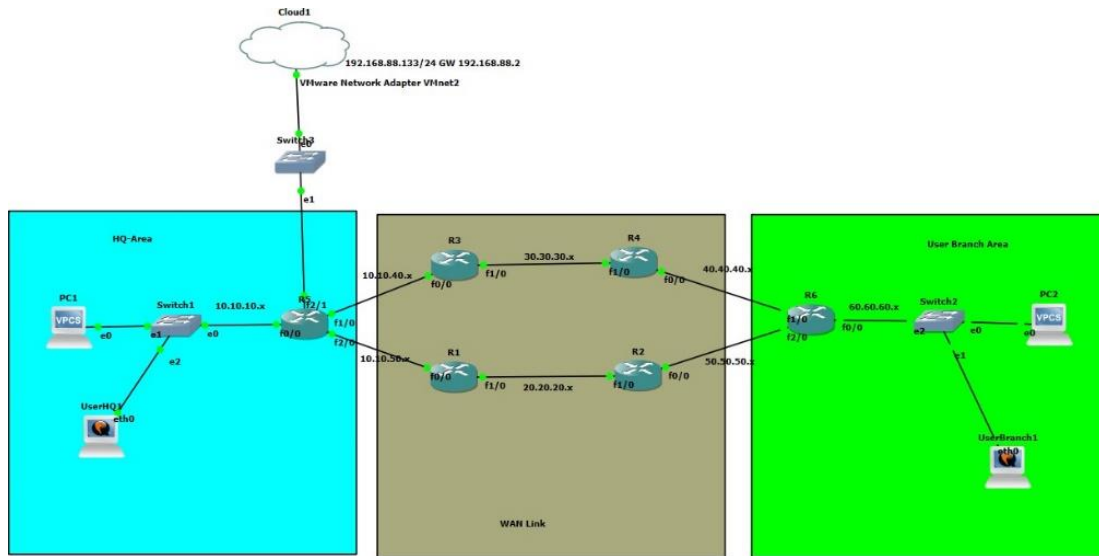 Cloud1
192.168.88.133/24 GW 192.168.88.2
VMware Network Adapter VMnet2
e0
Switch3
e1
HQ-Area
PC1
VPCS
e0
Switch1
e1
e0
e2
10.10.10.x
UserHQ1
eth0
R5
f2/1
f0/0
f1/0
f2/0
10.10.40.x
10.10.50.x
R3
f0/0
f1/0
30.30.30.x
R4
f1/0
f0/0
R1
f0/0
f1/0
20.20.20.x
R2
f1/0
f0/0
WAN Link
User Branch Area
40.40.40.x
50.50.50.x
R6
f1/0
f2/0
f0/0
60.60.60.x
Switch2
e2
e0
e1
PC2
VPCS
e0
UserBranch1
eth0